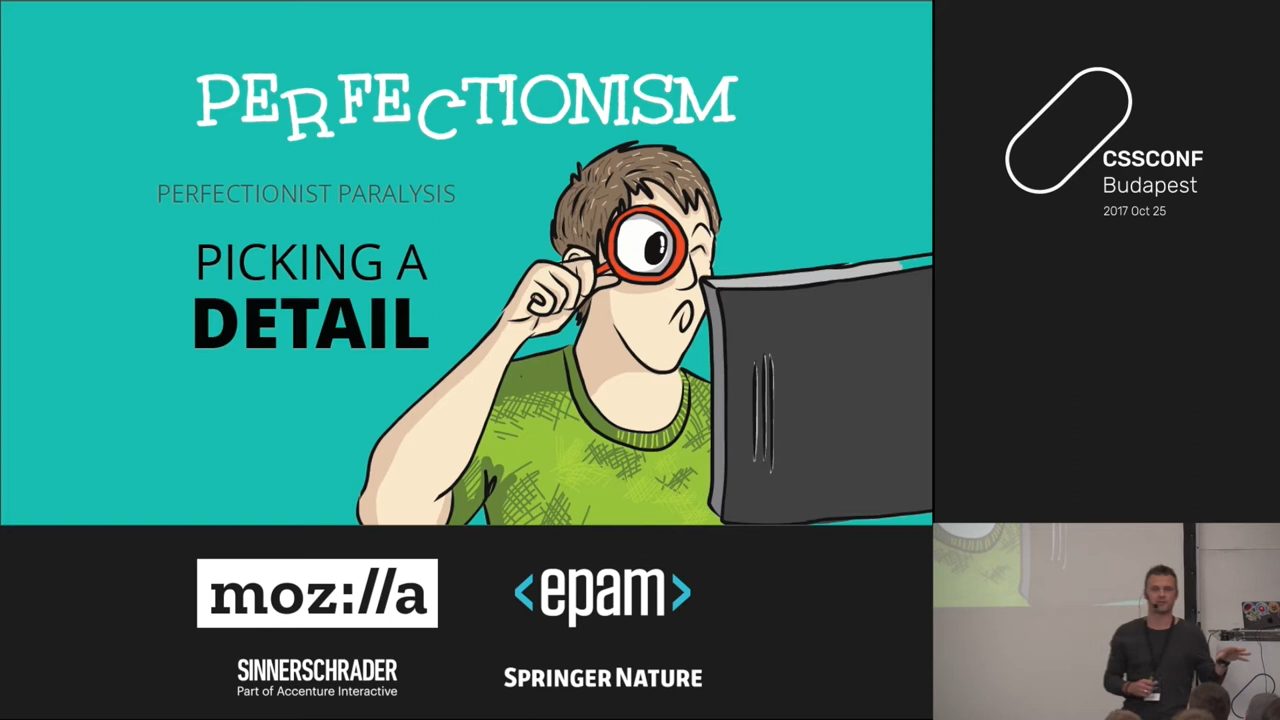 PERFECTIONISM
PERFECTIONIST PARALYSIS
PICKING A
DETAIL
CSSCONF
Budapest
2017 Oct 25
moz://a
<epam>
SINNERSCHRADER
Part of Accenture Interactive
SPRINGER NATURE